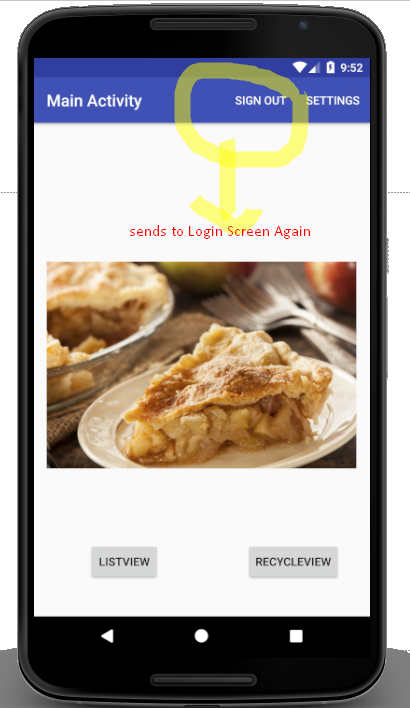 9:52
Main Activity SIGN OUT SETTINGS
sends to Login Screen Again
LISTVIEW RECYCLEVIEW